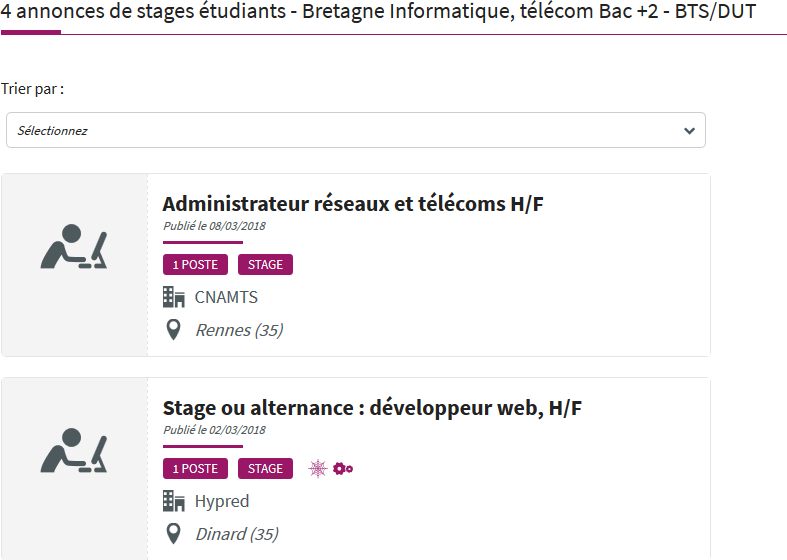 4 annonces de stages étudiants - Bretagne Informatique, télécom Bac +2 - BTS/DUT
Trier par :
Sélectionnez
Administrateur réseaux et télécoms H/F
Publié le 08/03/2018
1 POSTE STAGE
CNAMTS
Rennes (35)
Stage ou alternance : développeur web, H/F
Publié le 02/03/2018
1 POSTE STAGE
Hypred
Dinard (35)